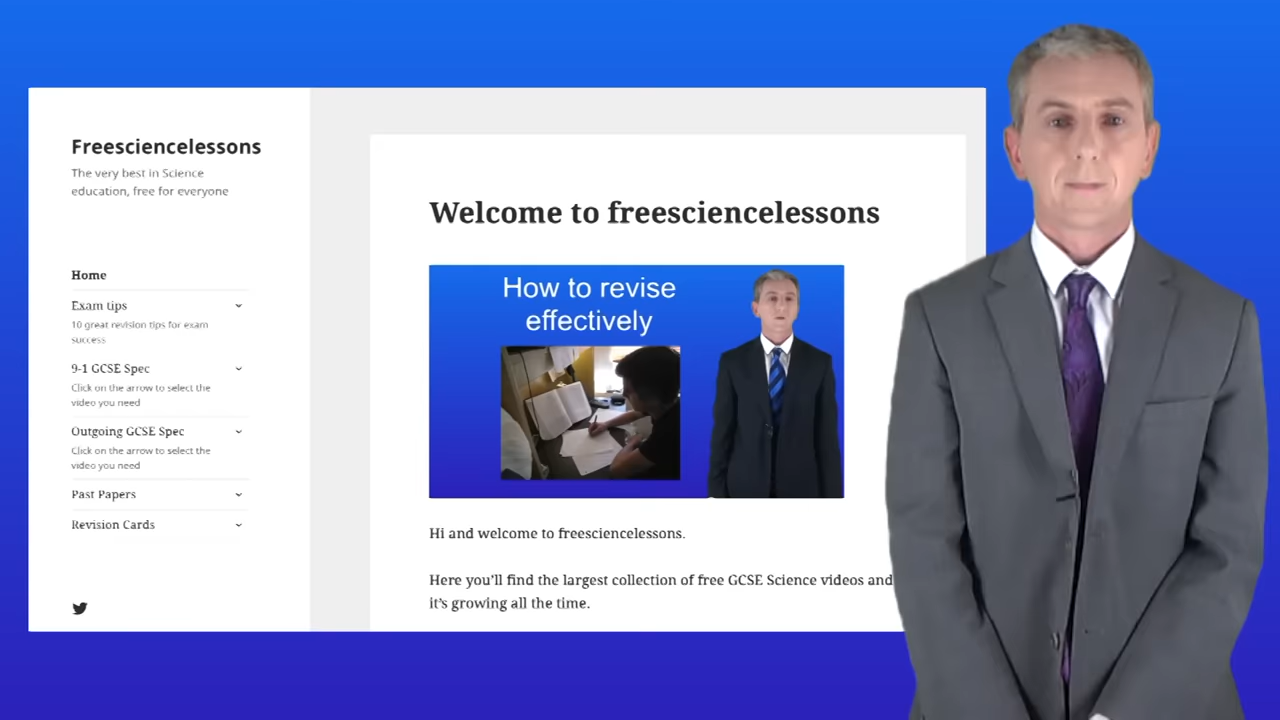 Freesciencelessons
The very best in Science
education, free for everyone
Home
Exam tips
10 great revision tips for exam
success
9-1 GCSE Spec
Click on the arrow to select the
video you need
Outgoing GCSE Spec
Click on the arrow to select the
video you need
Past Papers
Revision Cards
Welcome to freesciencelessons
How to revise
effectively
Hi and welcome to freesciencelessons.
Here you’ll find the largest collection of free GCSE Science videos and
it’s growing all the time.